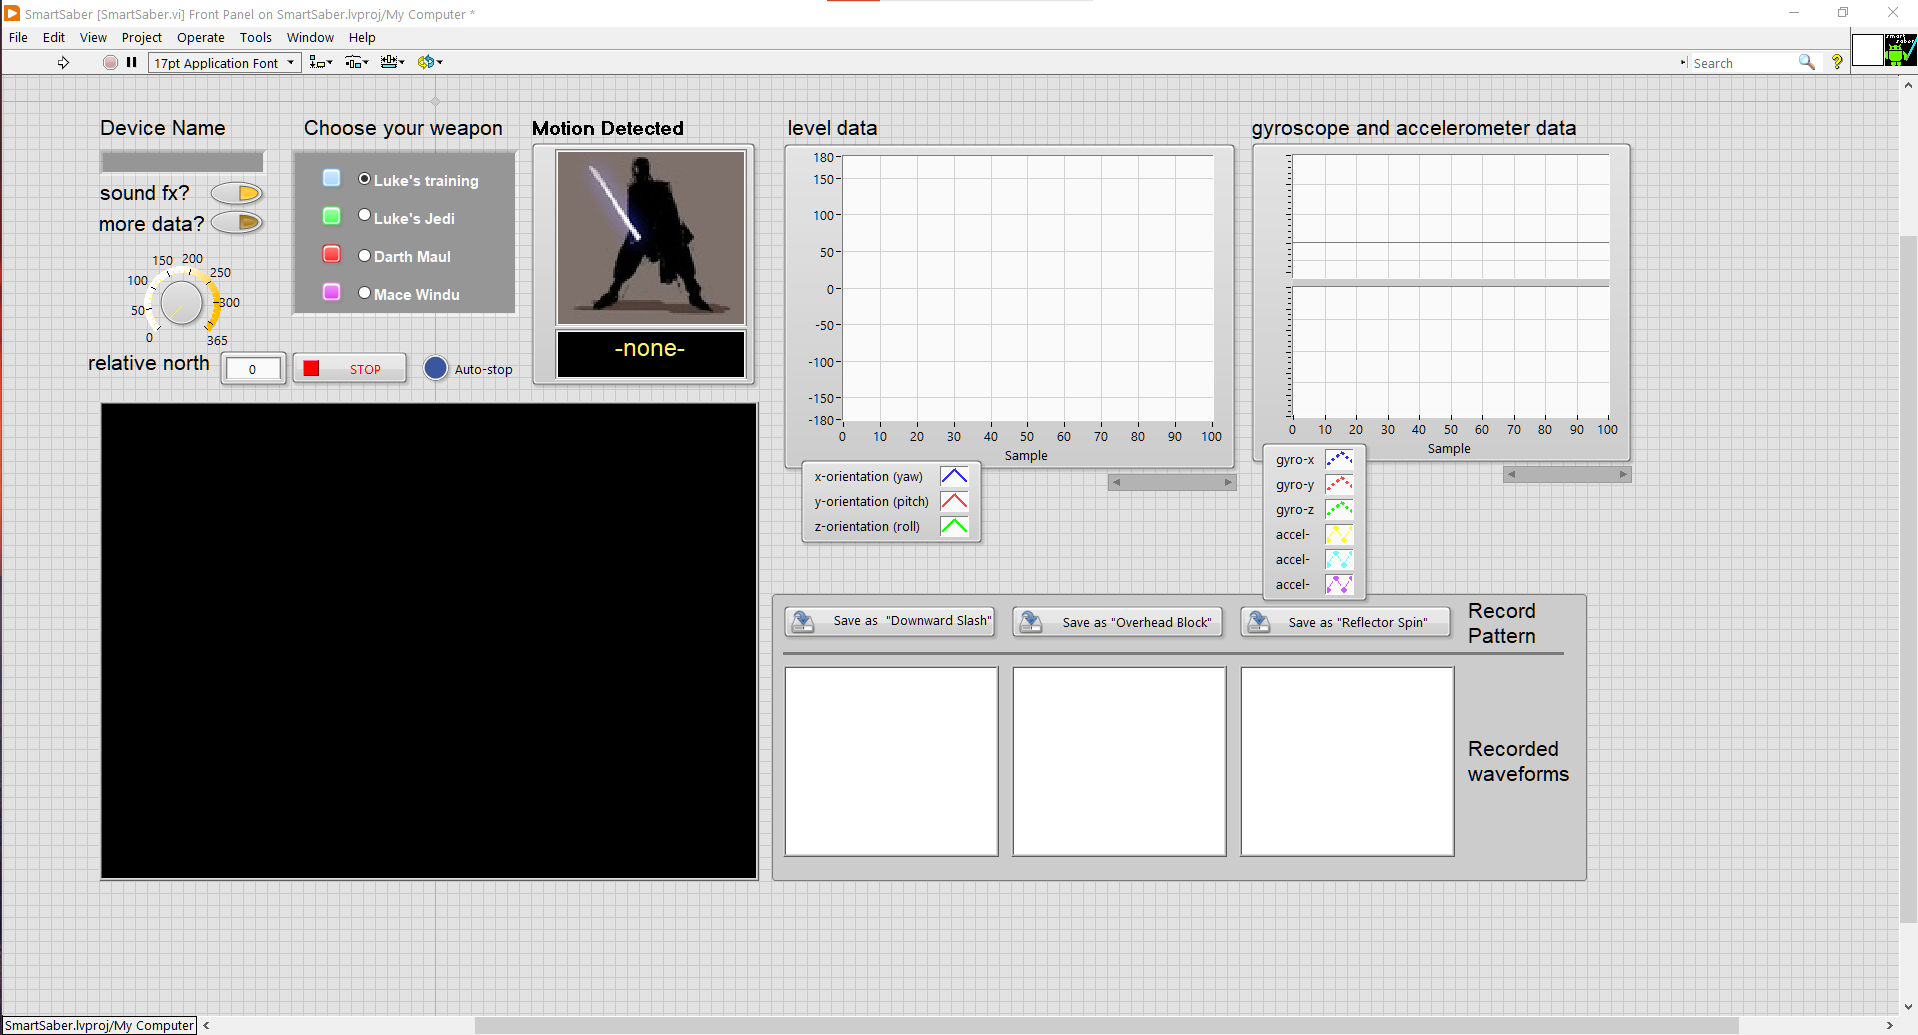 SmartSaber [SmartSaber.vi] Front Panel on SmartSaber.lvproj/My Computer *
File Edit View Project Operate Tools Window Help
17pt Application Font
Search
?
smart
saber
Device Name
sound fx?
more data?
0
50
100
150
200
250
300
365
relative north
0
STOP
Auto-stop
Choose your weapon
Luke's training
Luke's Jedi
Darth Maul
Mace Windu
Motion Detected
-none-
level data
180
150
100
50
0
-50
-100
-150
-180
0 10 20 30 40 50 60 70 80 90 100
Sample
x-orientation (yaw)
y-orientation (pitch)
z-orientation (roll)
gyroscope and accelerometer data
0 10 20 30 40 50 60 70 80 90 100
Sample
gyro-x
gyro-y
gyro-z
accel-
accel-
accel-
Save as "Downward Slash"
Save as "Overhead Block"
Save as "Reflector Spin"
Record
Pattern
Recorded
waveforms
SmartSaber.lvproj/My Computer